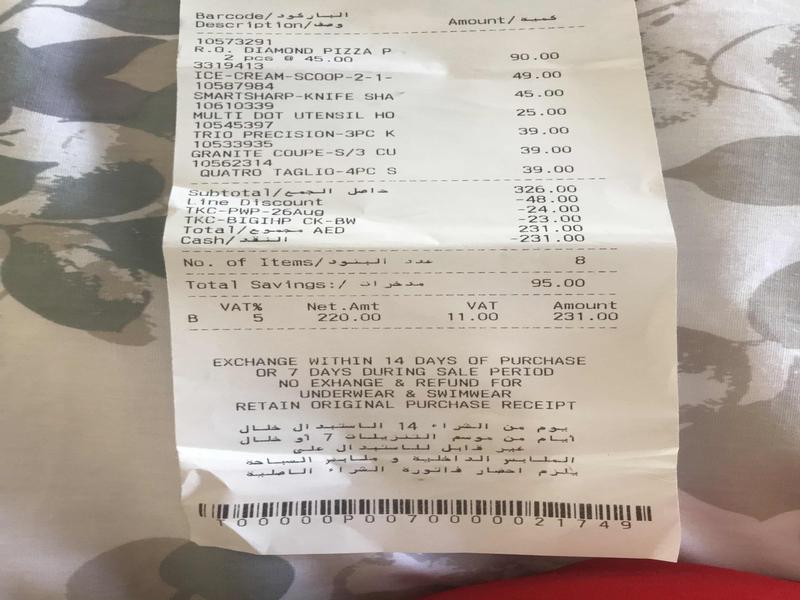 Barcode/الباركود
Description/وصف Amount/كمية
10573291
R.O. DIAMOND PIZZA P
2 pcs @ 45.00 90.00
3319413
ICE-CREAM-SCOOP-2-1- 49.00
10587984
SMARTSHARP-KNIFE SHA 45.00
10610339
MULTI DOT UTENSIL HO 25.00
10545397
TRIO PRECISION-3PC K 39.00
10533935
GRANITE COUPE-S/3 CU 39.00
10562314
QUATRO TAGLIO-4PC S 39.00
Subtotal/حاصل الجمع 326.00
Line Discount -48.00
TKC-PWP-26Aug -24.00
TKC-BIGIHP CK-BW -23.00
Total/مجموع AED 231.00
Cash/النقد -231.00
No. of Items/عدد البنود 8
Total Savings:/مدخرات 95.00
VAT% Net.Amt VAT Amount
B 5 220.00 11.00 231.00
EXCHANGE WITHIN 14 DAYS OF PURCHASE
OR 7 DAYS DURING SALE PERIOD
NO EXHANGE & REFUND FOR
UNDERWEAR & SWIMWEAR
RETAIN ORIGINAL PURCHASE RECEIPT
يوم من الشراء 14 الاستبدال خلال
أيام من موسم التنزيلات 7 أو خلال
غير قابل للاستبدال على
الملابس الداخلية و ملابس السباحة
يلزم احضار فاتورة الشراء الاصلية
100000P0070000021749